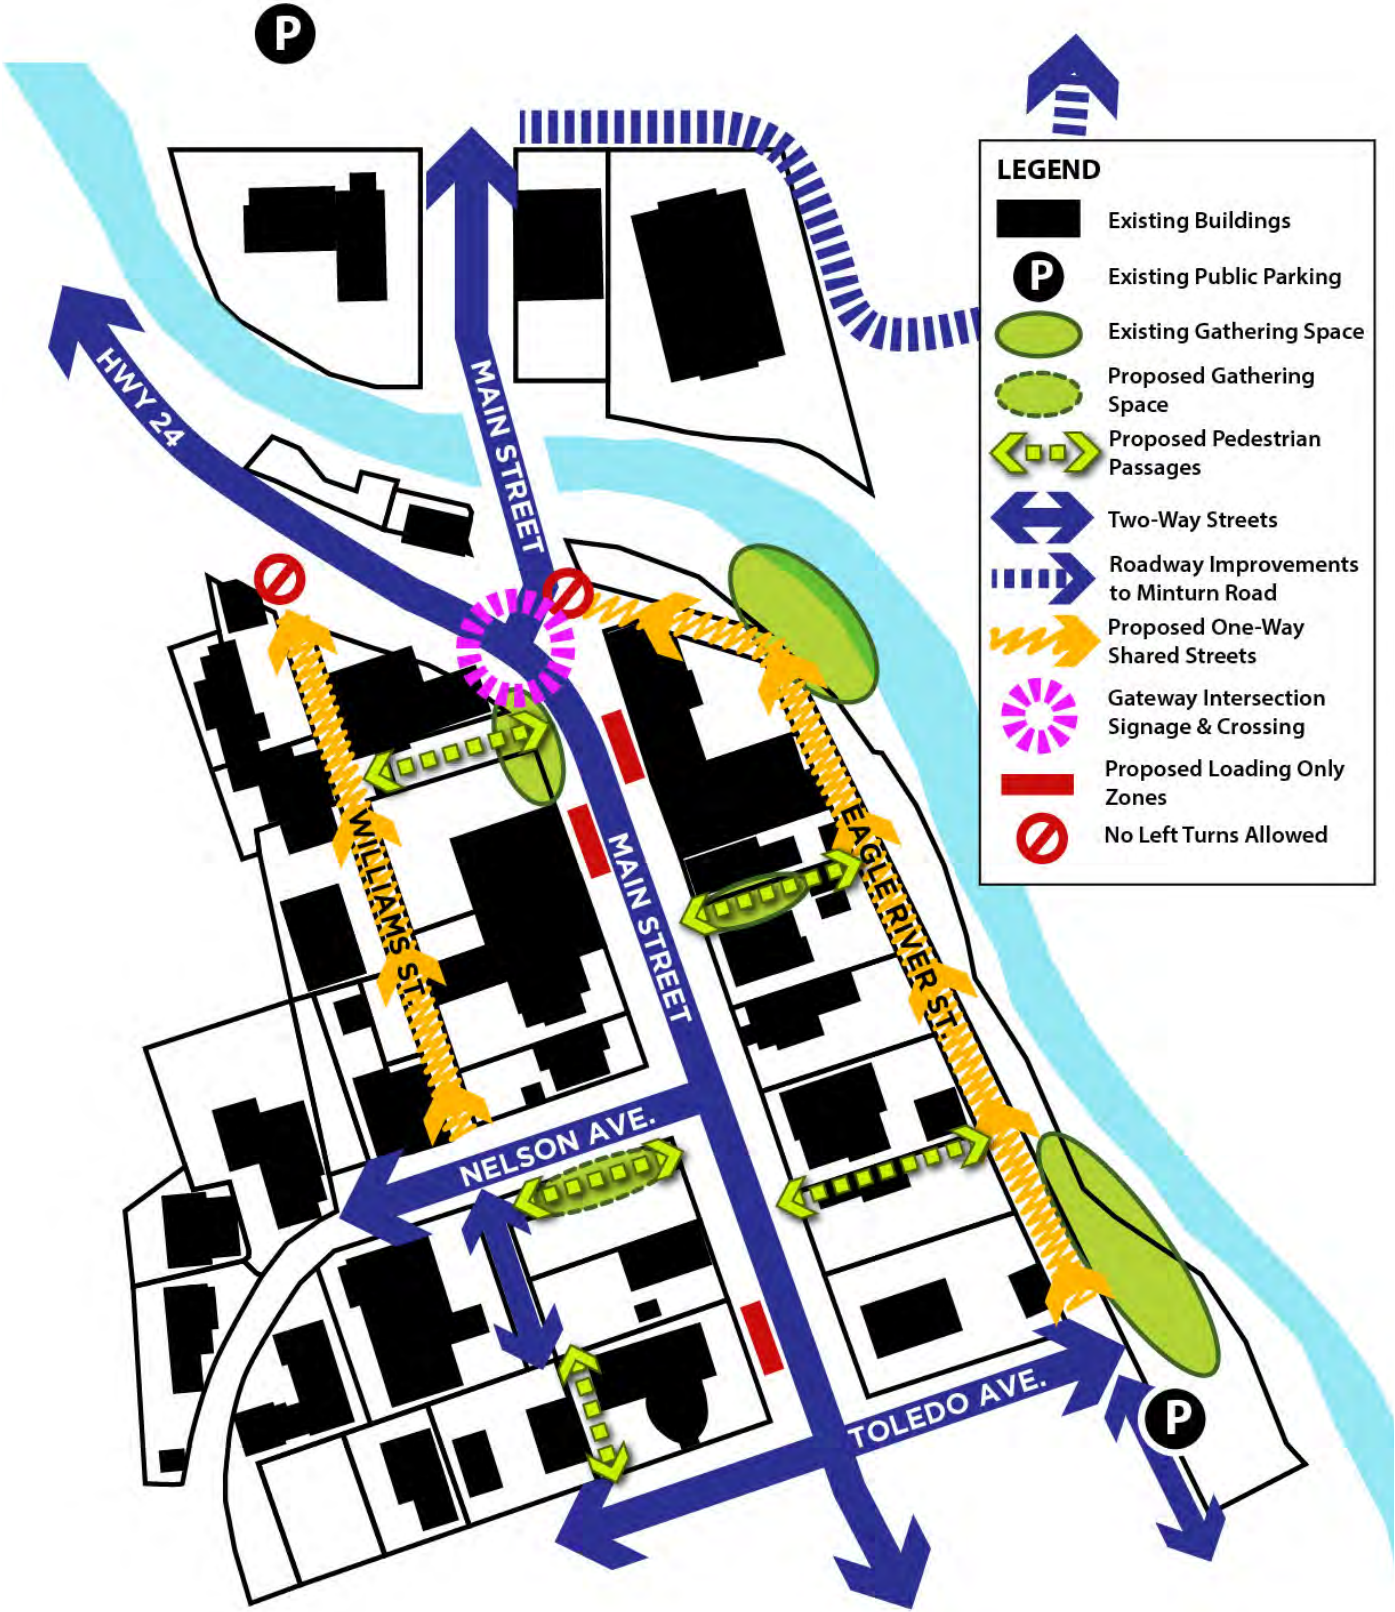 P
LEGEND
Existing Buildings
P
Existing Public Parking
Existing Gathering Space
Proposed Gathering
Space
Proposed Pedestrian
Passages
Two-Way Streets
Roadway Improvements
to Minturn Road
Proposed One-Way
Shared Streets
Gateway Intersection
Signage & Crossing
Proposed Loading Only
Zones
No Left Turns Allowed
HWY 24
MAIN STREET
WILLIAMS ST.
MAIN STREET
EAGLE RIVER ST.
NELSON AVE.
TOLEDO AVE.
P